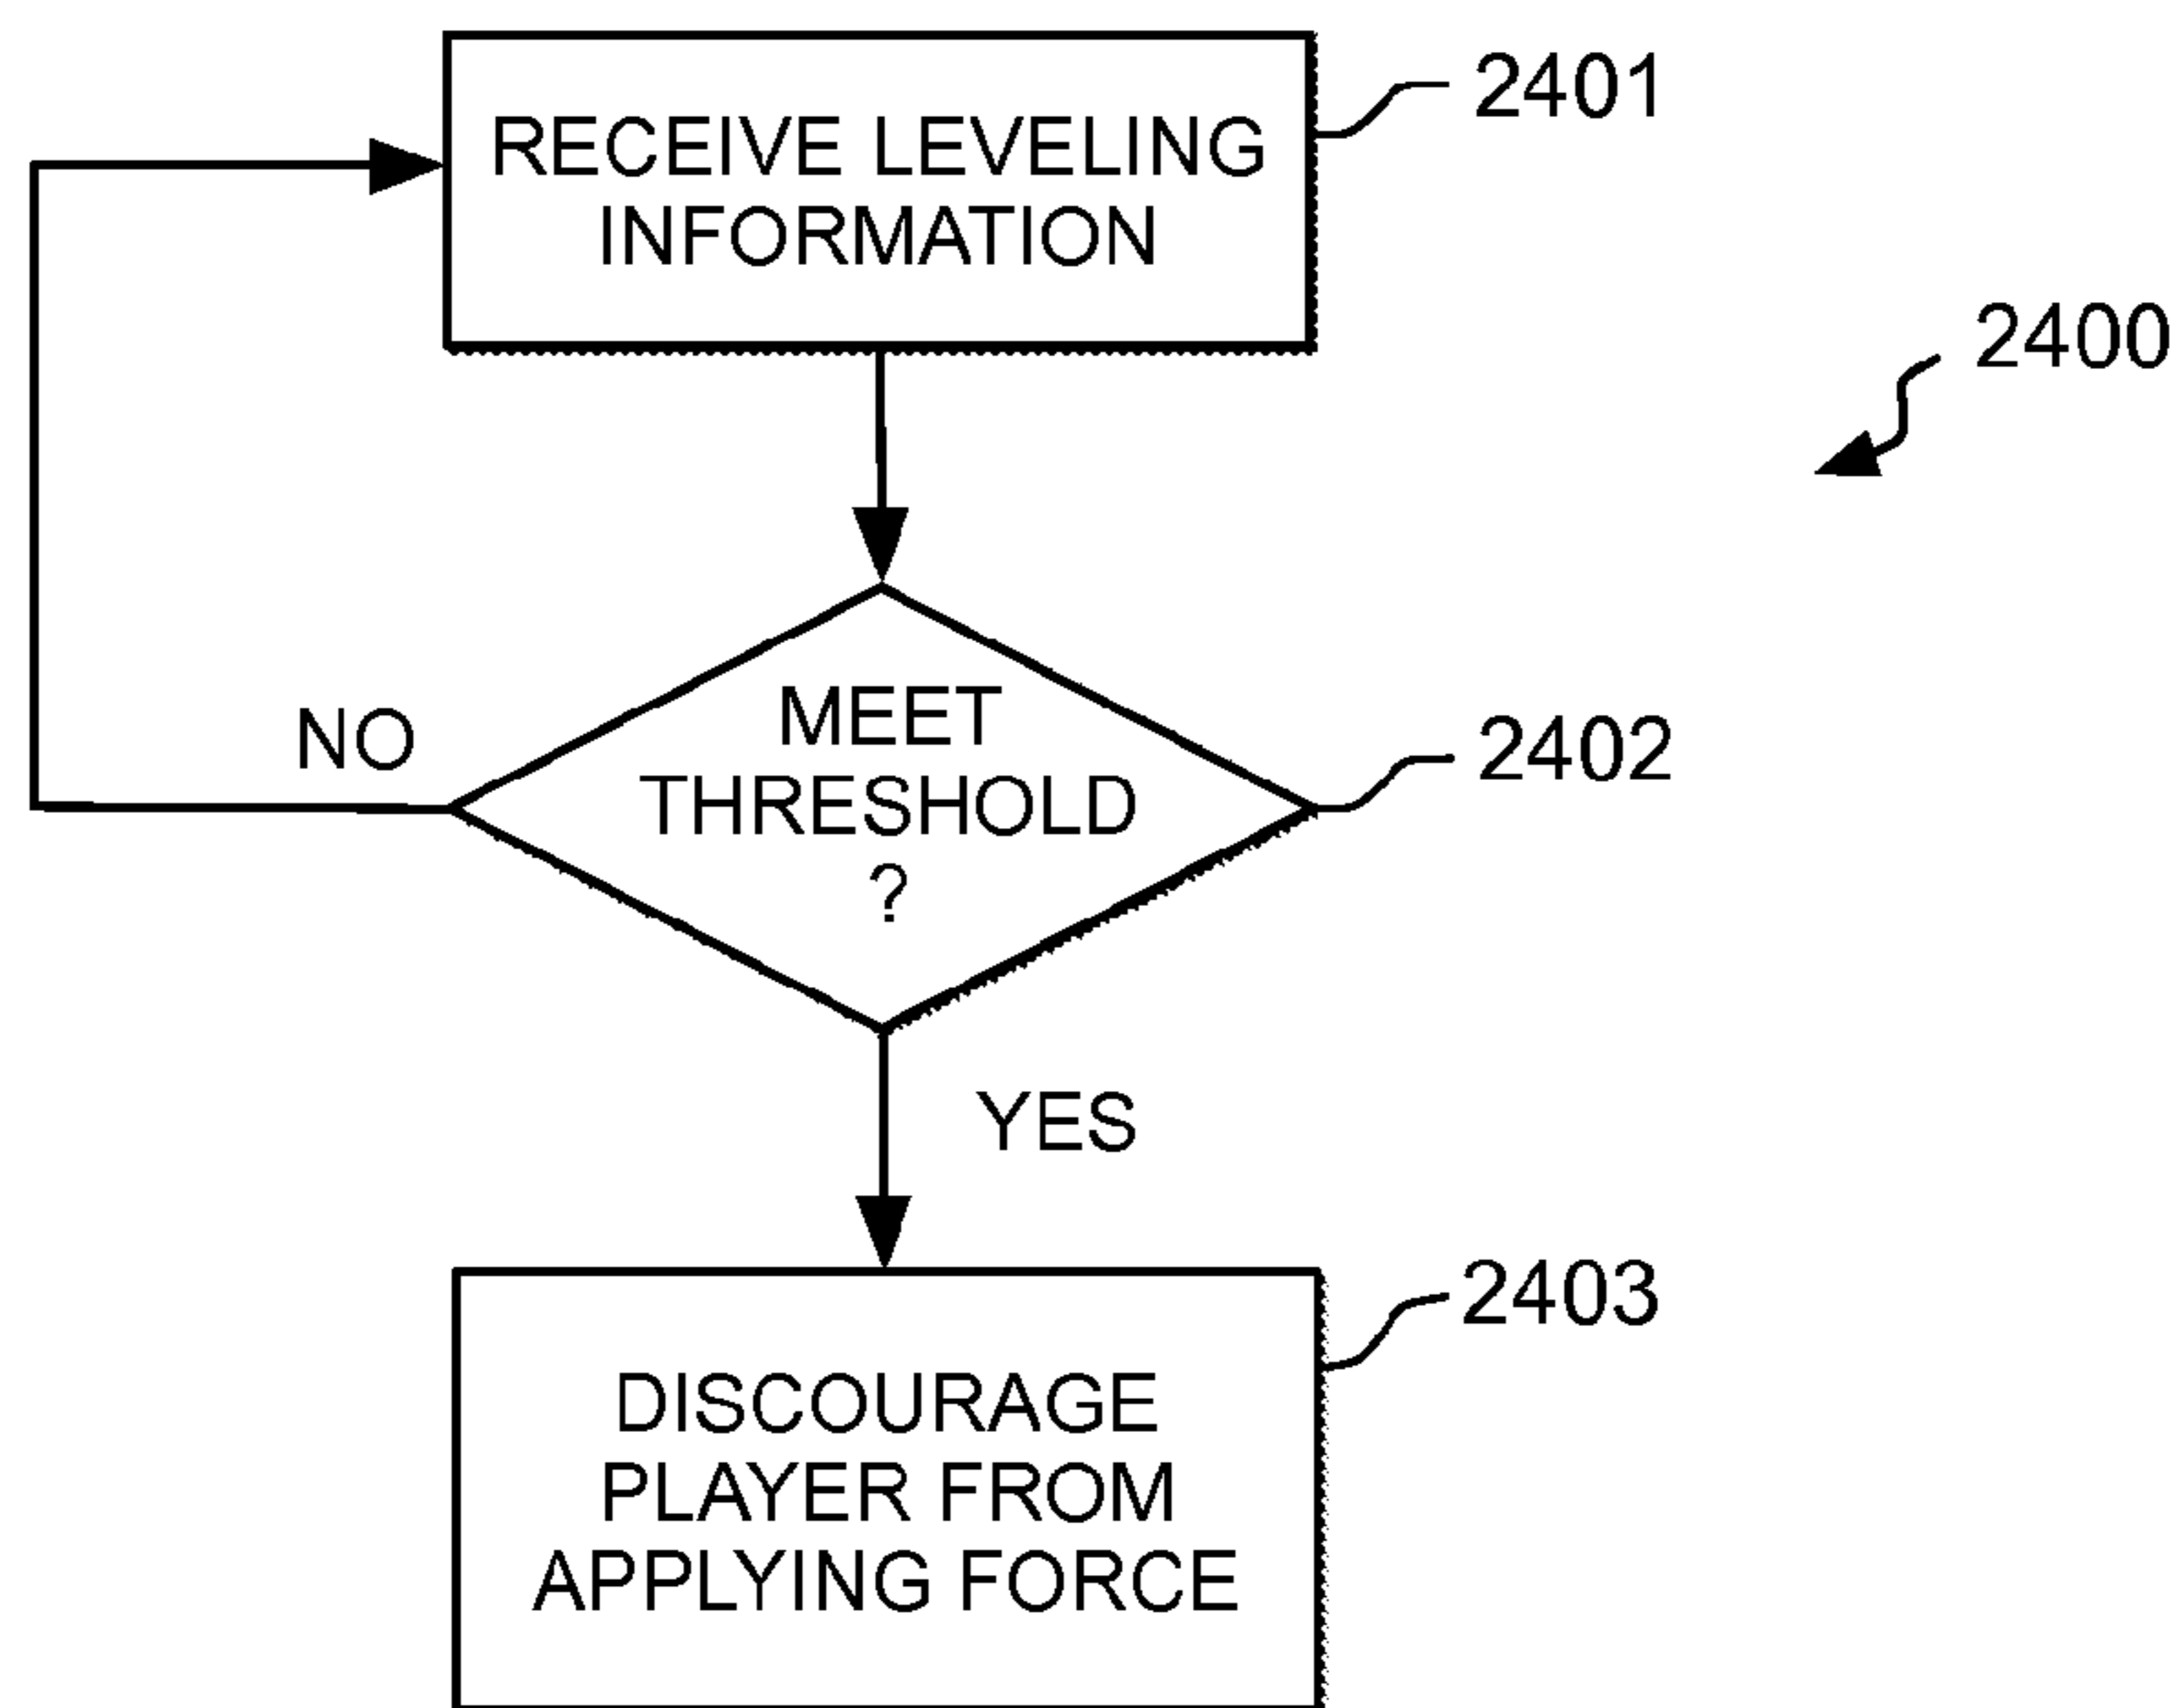 RECEIVE LEVELING
INFORMATION
2401
2400
MEET
THRESHOLD
?
2402
NO
YES
2403
DISCOURAGE
PLAYER FROM
APPLYING FORCE